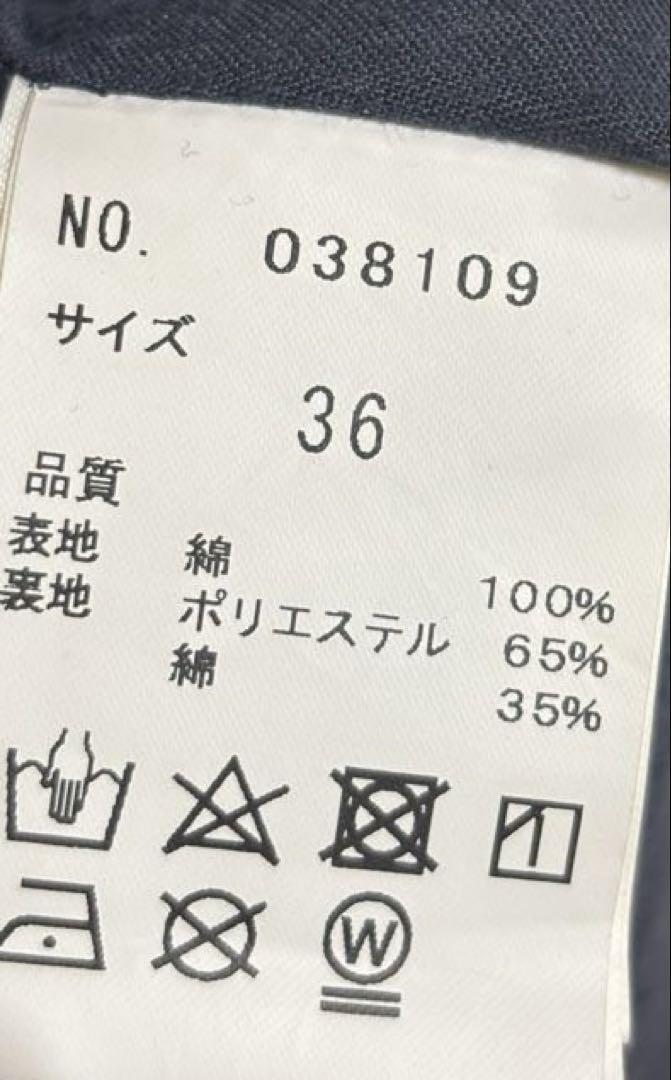 NO. 038109
サイズ
36
品質
表地 綿 100%
裏地 ポリエステル 65%
綿 35%
W